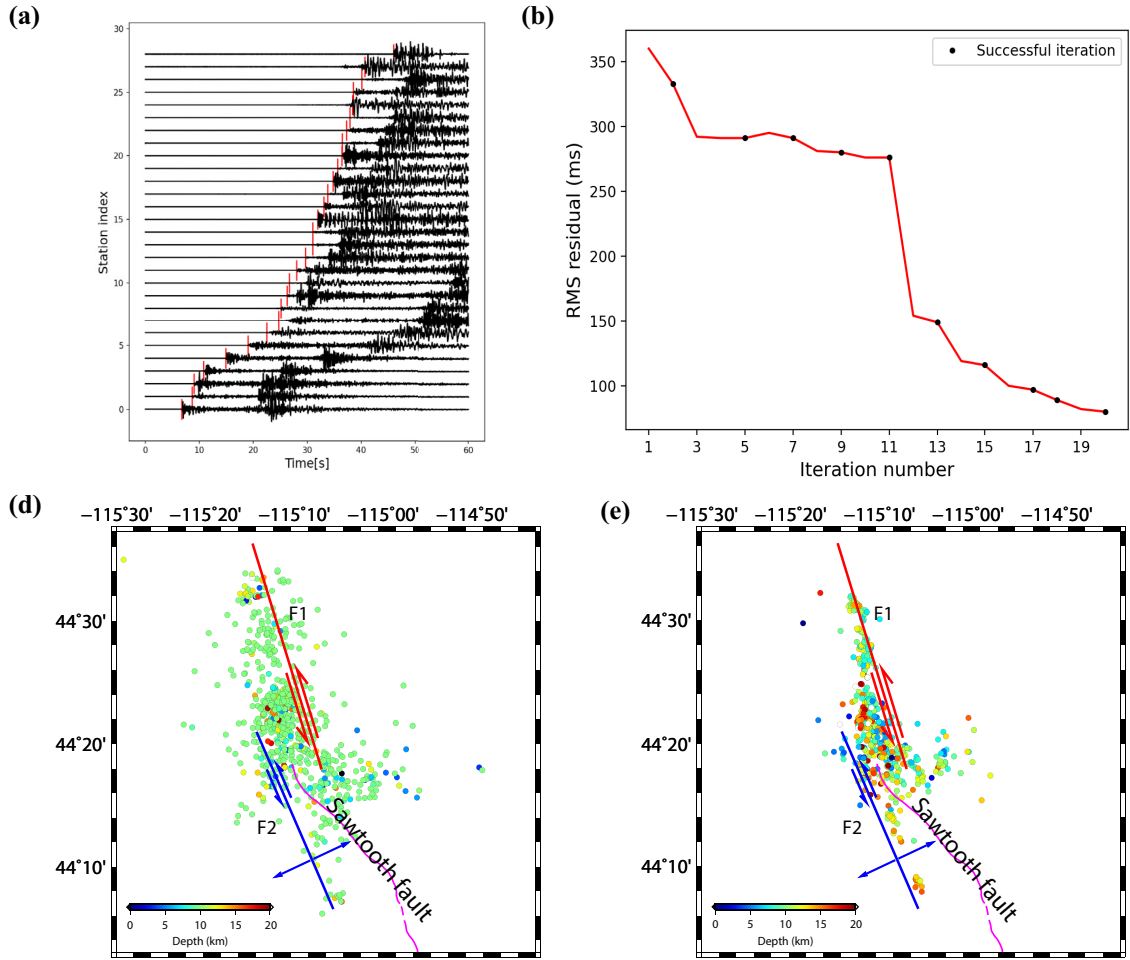 (a)
30
25
20
15
10
5
0
Station index
0 10 20 30 40 50 60
Time[s]
(b)
Successful iteration
350
300
250
200
150
100
RMS residual (ms)
1 3 5 7 9 11 13 15 17 19
Iteration number
(d)
−115˚30' −115˚20' −115˚10' −115˚00' −114˚50'
44˚30'
44˚20'
44˚10'
F1
F2
Sawtooth fault
0 5 10 15 20
Depth (km)
(e)
−115˚30' −115˚20' −115˚10' −115˚00' −114˚50'
44˚30'
44˚20'
44˚10'
F1
F2
Sawtooth fault
0 5 10 15 20
Depth (km)